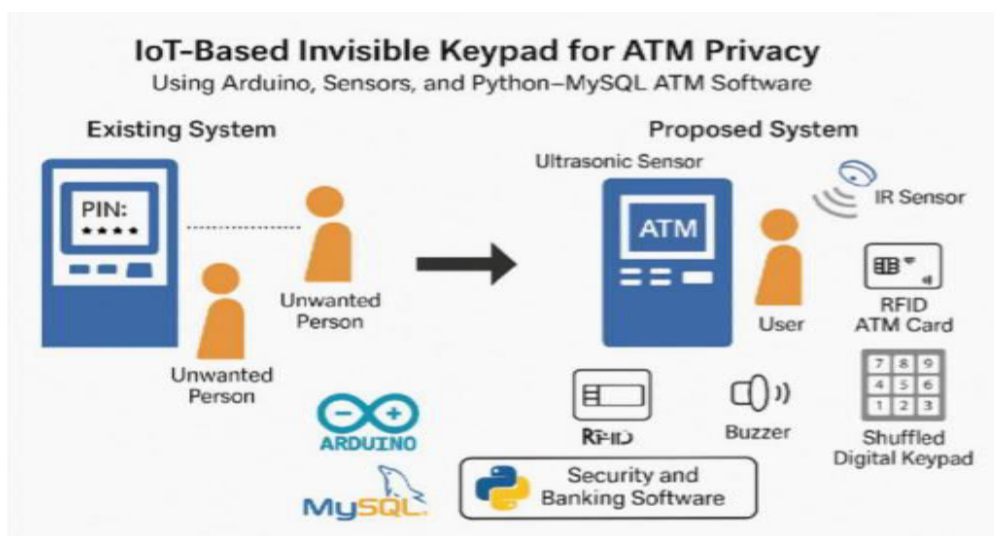 IoT-Based Invisible Keypad for ATM Privacy
Using Arduino, Sensors, and Python–MySQL ATM Software
Existing System
PIN:
****
Unwanted
Person
Unwanted
Person
Proposed System
Ultrasonic Sensor
ATM
User
IR Sensor
RFID
ATM Card
Buzzer
7 8 9
4 5 6
1 2 3
Shuffled
Digital Keypad
ARDUINO
MySQL
Security and
Banking Software